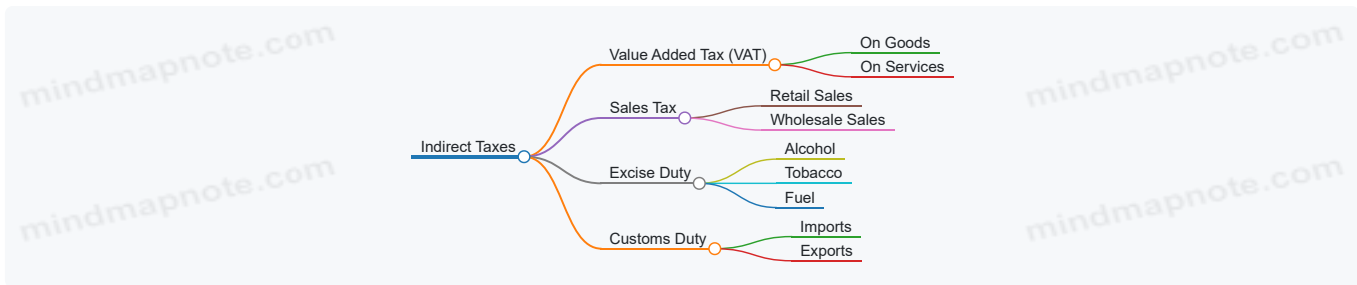 mindmapnote.com
mindmapnote.com
Indirect Taxes
Value Added Tax (VAT)
On Goods
On Services
Sales Tax
Retail Sales
Wholesale Sales
Excise Duty
Alcohol
Tobacco
Fuel
Customs Duty
Imports
Exports
mindmapnote.com
mindmapnote.com